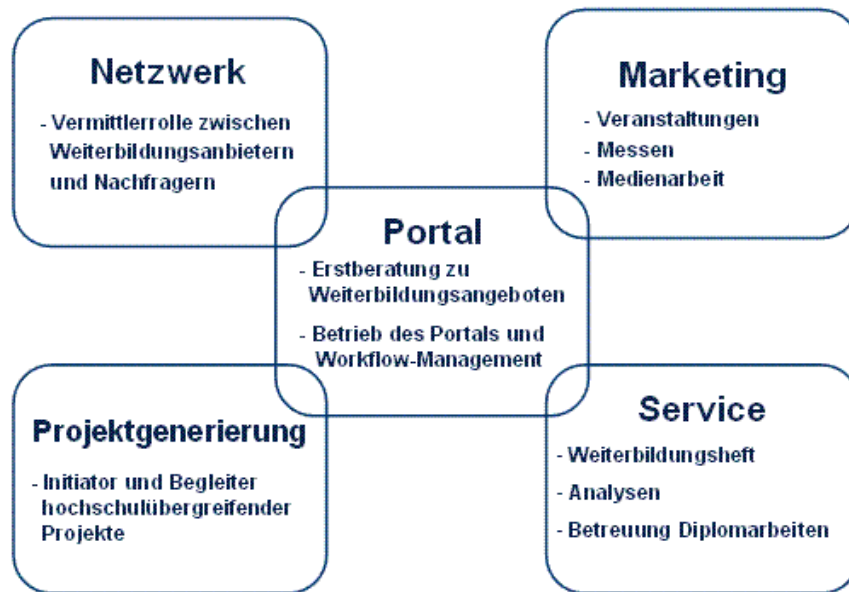 Netzwerk
- Vermittlerrolle zwischen
Weiterbildungsanbietern
und Nachfragern
Marketing
- Veranstaltungen
- Messen
- Medienarbeit
Portal
- Erstberatung zu
Weiterbildungsangeboten
- Betrieb des Portals und
Workflow-Management
Projektgenerierung
- Initiator und Begleiter
hochschulübergreifender
Projekte
Service
- Weiterbildungsheft
- Analysen
- Betreuung Diplomarbeiten